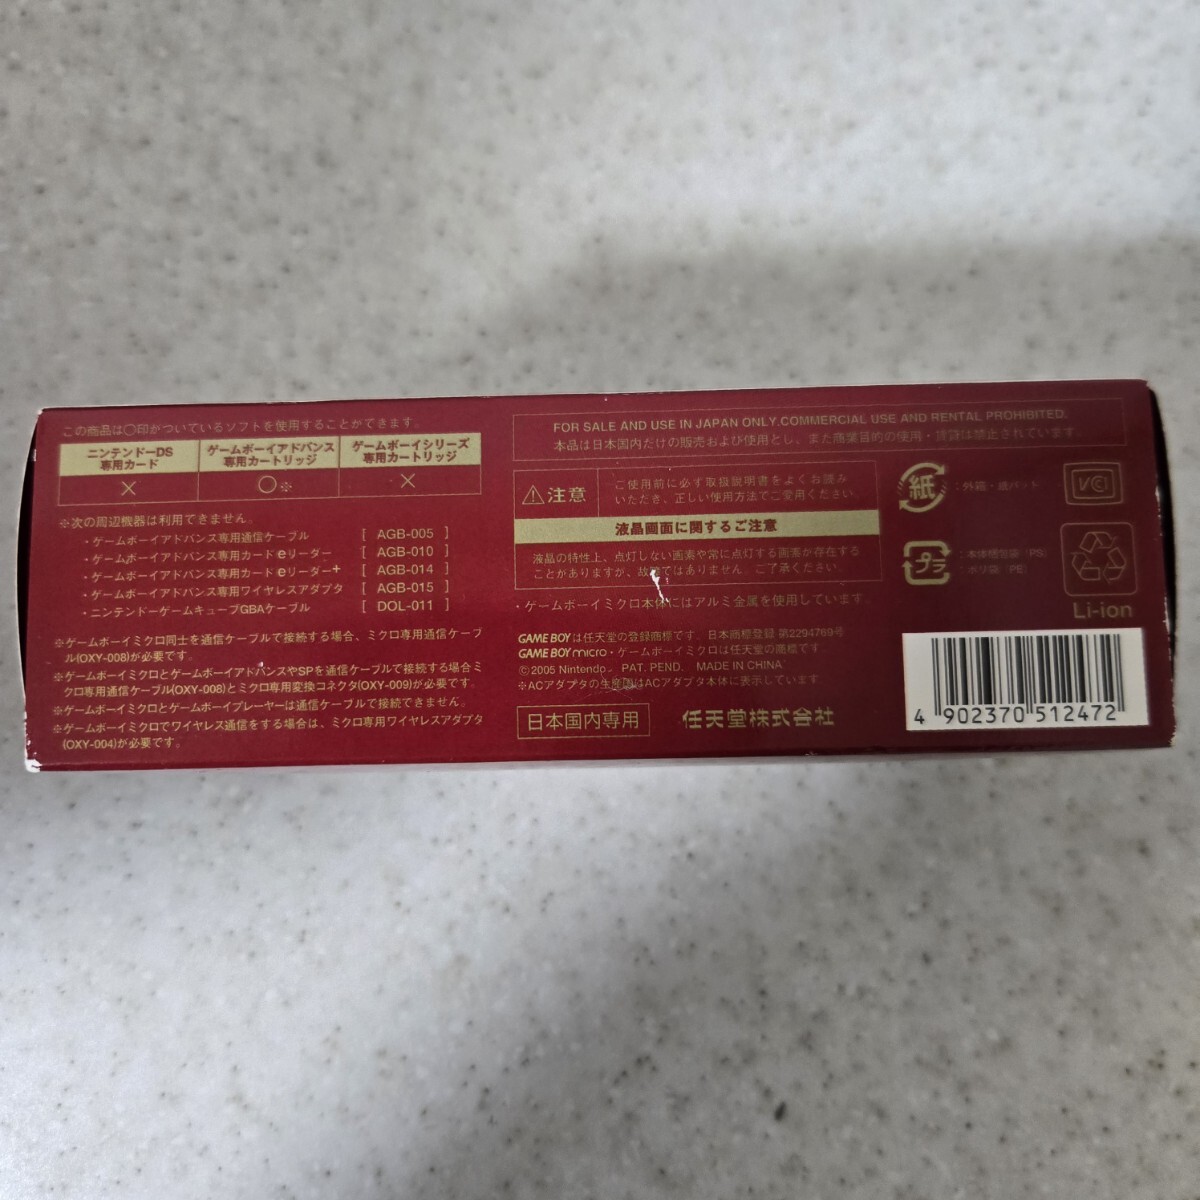 この商品は○印がついているソフトを使用することができます。
ニンテンドーDS
専用カード
ゲームボーイアドバンス
専用カートリッジ
ゲームボーイシリーズ
専用カートリッジ
×
○※
×
※次の周辺機器は利用できません。
・ゲームボーイアドバンス専用通信ケーブル [ AGB-005 ]
・ゲームボーイアドバンス専用カードeリーダー [ AGB-010 ]
・ゲームボーイアドバンス専用カードeリーダー+ [ AGB-014 ]
・ゲームボーイアドバンス専用ワイヤレスアダプタ [ AGB-015 ]
・ニンテンドーゲームキューブGBAケーブル [ DOL-011 ]
※ゲームボーイミクロ同士を通信ケーブルで接続する場合、ミクロ専用通信ケーブ
ル(OXY-008)が必要です。
※ゲームボーイミクロとゲームボーイアドバンスやSPを通信ケーブルで接続する場合ミ
クロ専用通信ケーブル(OXY-008)とミクロ専用変換コネクタ(OXY-009)が必要です。
※ゲームボーイミクロとゲームボーイプレーヤーは通信ケーブルで接続できません。
※ゲームボーイミクロでワイヤレス通信をする場合は、ミクロ専用ワイヤレスアダプタ
(OXY-004)が必要です。
FOR SALE AND USE IN JAPAN ONLY.COMMERCIAL USE AND RENTAL PROHIBITED.
本品は日本国内だけの販売および使用とし、また商業目的の使用・賃貸は禁止されています。
⚠注意
ご使用前に必ず取扱説明書をよくお読み
いただき、正しい使用方法でご愛用ください。
液晶画面に関するご注意
液晶の特性上、点灯しない画素や常に点灯する画素が存在する
ことがありますが、故障ではありません。ご了承ください。
・ゲームボーイミクロ本体にはアルミ金属を使用しています。
GAME BOYは任天堂の登録商標です。日本商標登録 第2294769号
GAME BOY micro・ゲームボーイミクロは任天堂の商標です。
©2005 Nintendo. PAT. PEND. MADE IN CHINA
※ACアダプタの生産国はACアダプタ本体に表示しています。
日本国内専用
任天堂株式会社
紙
:外箱・紙パット
プラ
:本体梱包袋(PS)
:ポリ袋(PE)
VCI
Li-ion
4 902370 512472